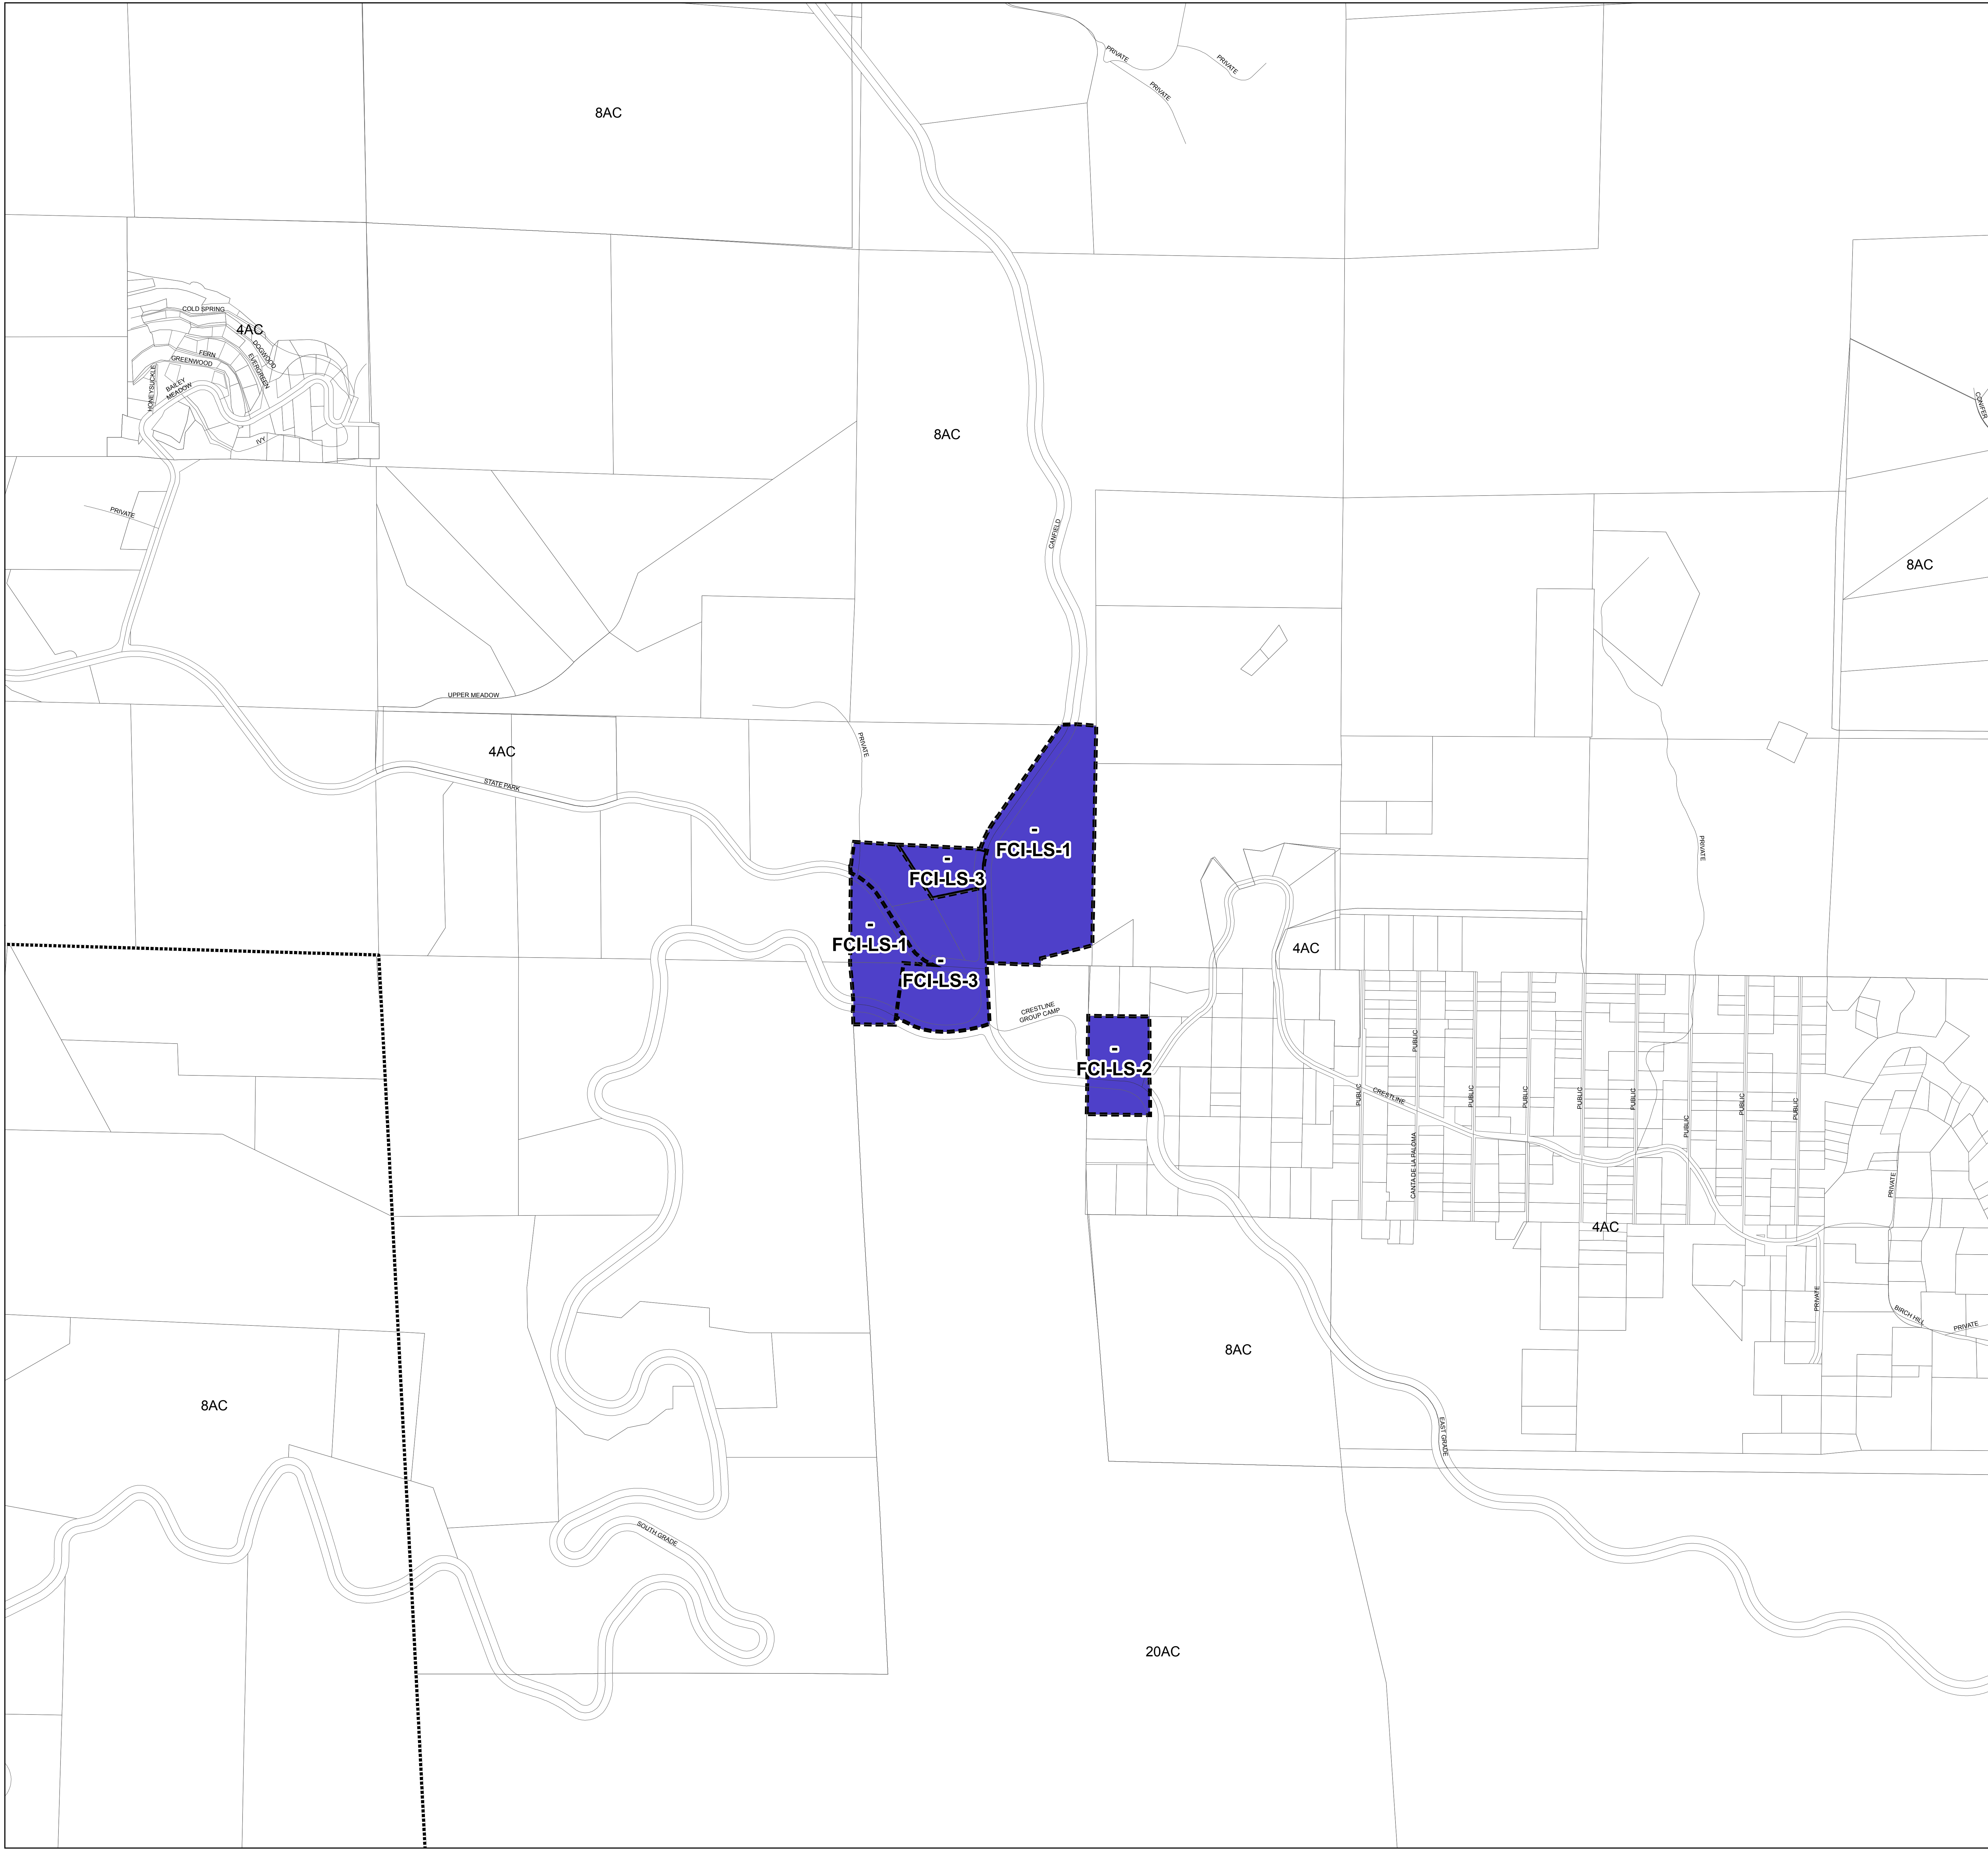 PRIVATE
PRIVATE
PRIVATE
8AC
COLD SPRING
4AC
DOGWOOD
FERN
GREENWOOD
EVERGREEN
HONEYSUCKLE
BAILEY
MEADOW
IVY
CONIFER
8AC
PRIVATE
CANFIELD
8AC
UPPER MEADOW
PRIVATE
4AC
STATE PARK
-
FCI-LS-1
-
FCI-LS-3
PRIVATE
-
FCI-LS-1
4AC
-
FCI-LS-3
CRESTLINE
GROUP CAMP
-
FCI-LS-2
PUBLIC
PUBLIC
CRESTLINE
PUBLIC
PUBLIC
PUBLIC
PUBLIC
PUBLIC
PUBLIC
PUBLIC
CANTA DE LA PALOMA
PRIVATE
4AC
PRIVATE
BIRCH HILL
PRIVATE
8AC
8AC
EAST GRADE
SOUTH GRADE
20AC